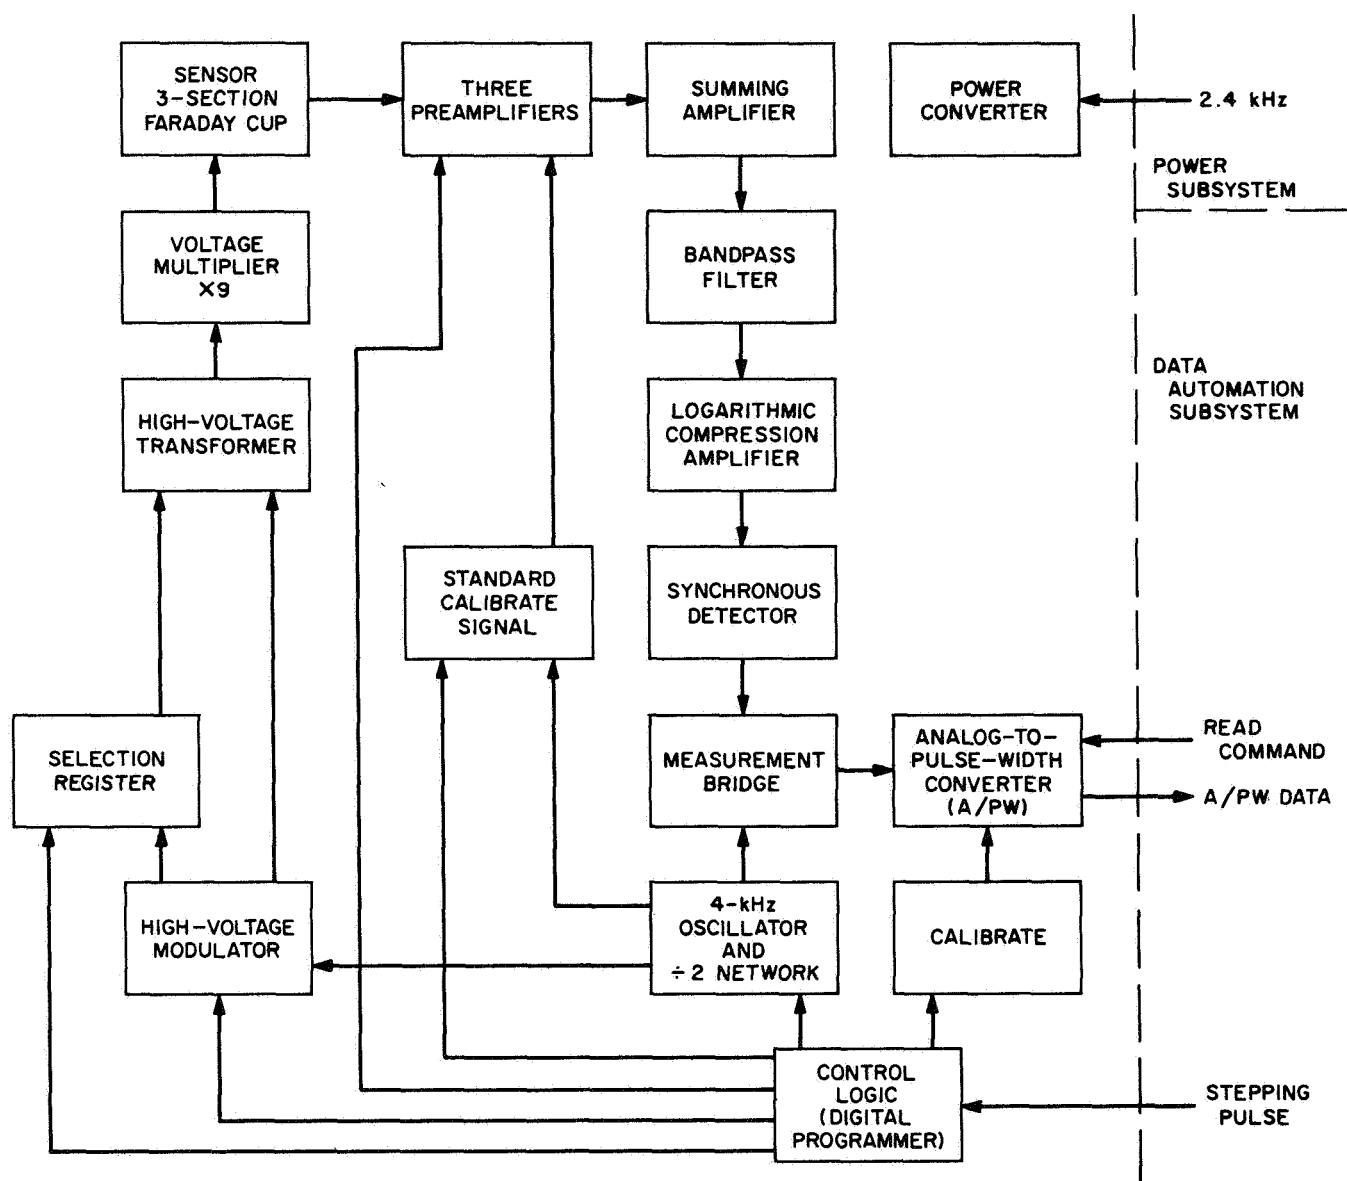 SENSOR
3-SECTION
FARADAY CUP
THREE
PREAMPLIFIERS
SUMMING
AMPLIFIER
POWER
CONVERTER
2.4 kHz
POWER
SUBSYSTEM
VOLTAGE
MULTIPLIER
X9
BANDPASS
FILTER
HIGH-VOLTAGE
TRANSFORMER
LOGARITHMIC
COMPRESSION
AMPLIFIER
DATA
AUTOMATION
SUBSYSTEM
STANDARD
CALIBRATE
SIGNAL
SYNCHRONOUS
DETECTOR
SELECTION
REGISTER
MEASUREMENT
BRIDGE
ANALOG-TO-
PULSE-WIDTH
CONVERTER
(A/PW)
READ
COMMAND
A/PW DATA
HIGH-VOLTAGE
MODULATOR
4-kHz
OSCILLATOR
AND
÷2 NETWORK
CALIBRATE
CONTROL
LOGIC
(DIGITAL
PROGRAMMER)
STEPPING
PULSE